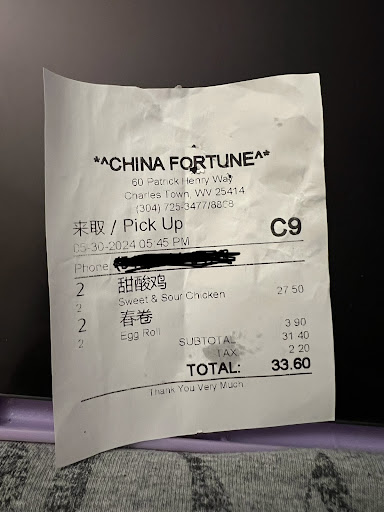 *^CHINA FORTUNE^*
60 Patrick Henry Way
Charles Town, WV 25414
(304) 725-3477/8808
来取 / Pick Up C9
05-30-2024 05:45 PM
Phone
2 甜酸鸡
2 Sweet & Sour Chicken 27.50
2 春卷
2 Egg Roll 3.90
SUBTOTAL 31.40
TAX 2.20
TOTAL: 33.60
Thank You Very Much